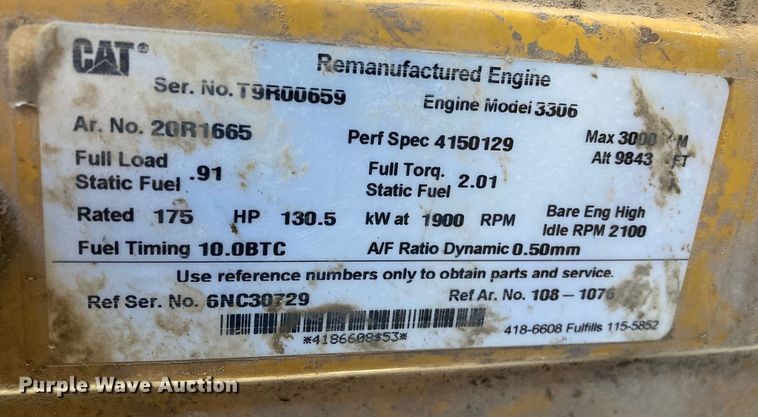 CAT®
Remanufactured Engine
Ser. No. T9R00659
Engine Model 3306
Ar. No. 20R1665
Perf Spec 4150129
Max 3000 M
Alt 9843 FT
Full Load
Static Fuel .91
Full Torq.
Static Fuel 2.01
Rated 175 HP 130.5 kW at 1900 RPM
Bare Eng High
Idle RPM 2100
Fuel Timing 10.0BTC
A/F Ratio Dynamic 0.50mm
Use reference numbers only to obtain parts and service.
Ref Ser. No. 6NC30729
Ref Ar. No. 108-1076
*4186608$53*
418-6608 Fulfills 115-5852
Purple Wave Auction